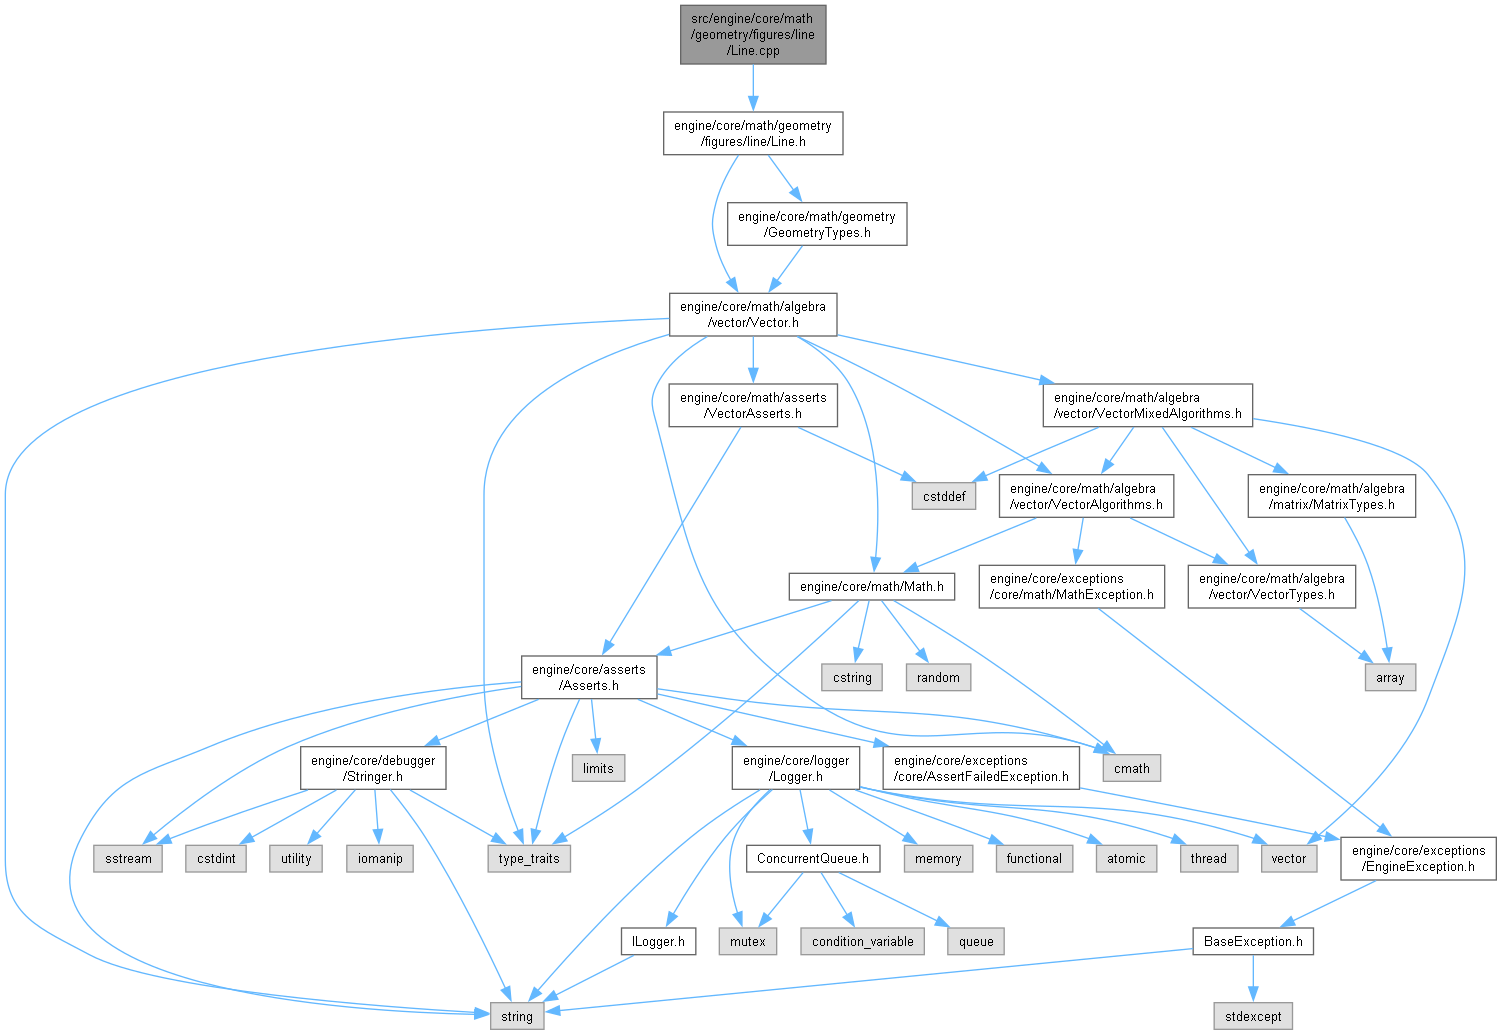 src/engine/core/math
/geometry/figures/line
/Line.cpp
engine/core/math/geometry
/figures/line/Line.h
engine/core/math/geometry
/GeometryTypes.h
engine/core/math/algebra
/vector/Vector.h
engine/core/math/asserts
/VectorAsserts.h
engine/core/math/algebra
/vector/VectorMixedAlgorithms.h
cstddef
engine/core/math/algebra
/vector/VectorAlgorithms.h
engine/core/math/algebra
/matrix/MatrixTypes.h
engine/core/math/Math.h
engine/core/exceptions
/core/math/MathException.h
engine/core/math/algebra
/vector/VectorTypes.h
engine/core/asserts
/Asserts.h
cstring
random
array
engine/core/debugger
/Stringer.h
limits
engine/core/logger
/Logger.h
engine/core/exceptions
/core/AssertFailedException.h
cmath
sstream
cstdint
utility
iomanip
type_traits
ConcurrentQueue.h
memory
functional
atomic
thread
vector
engine/core/exceptions
/EngineException.h
ILogger.h
mutex
condition_variable
queue
BaseException.h
string
stdexcept